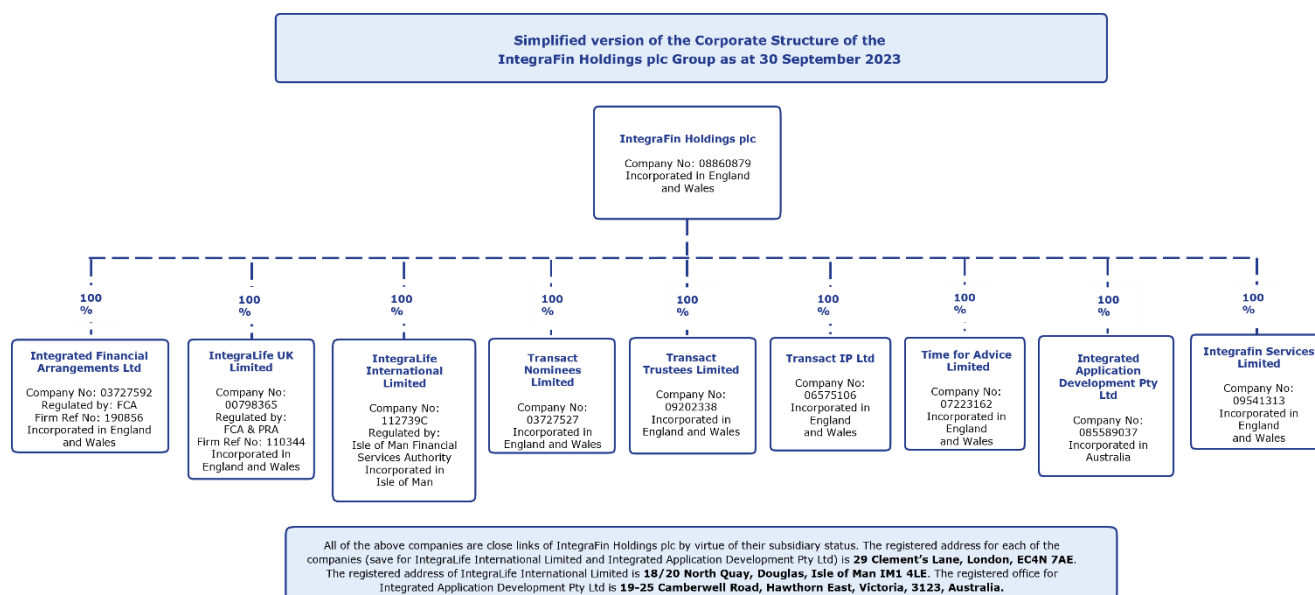 Simplified version of the Corporate Structure of the
IntegraFin Holdings plc Group as at 30 September 2023
IntegraFin Holdings plc
Company No: 08860879
Incorporated in England
and Wales
100
%
100
%
100
%
100
%
100
%
100
%
100
%
100
%
100
%
Integrated Financial
Arrangements Ltd
Company No: 03727592
Regulated by: FCA
Firm Ref No: 190856
Incorporated in England
and Wales
IntegraLife UK
Limited
Company No:
00798365
Regulated by:
FCA & PRA
Firm Ref No: 110344
Incorporated in
England and Wales
IntegraLife
International
Limited
Company No:
112739C
Regulated by:
Isle of Man Financial
Services Authority
Incorporated in
Isle of Man
Transact
Nominees
Limited
Company No:
03727527
Incorporated in
England and Wales
Transact
Trustees Limited
Company No:
09202338
Incorporated in
England and Wales
Transact IP Ltd
Company No:
06575106
Incorporated in
England
and Wales
Time for Advice
Limited
Company No:
07223162
Incorporated in
England
and Wales
Integrated
Application
Development Pty
Ltd
Company No:
085589037
Incorporated in
Australia
Integrafin Services
Limited
Company No:
09541313
Incorporated in
England
and Wales
All of the above companies are close links of IntegraFin Holdings plc by virtue of their subsidiary status. The registered address for each of the
companies (save for IntegraLife International Limited and Integrated Application Development Pty Ltd) is 29 Clement's Lane, London, EC4N 7AE.
The registered address of IntegraLife International Limited is 18/20 North Quay, Douglas, Isle of Man IM1 4LE. The registered office for
Integrated Application Development Pty Ltd is 19-25 Camberwell Road, Hawthorn East, Victoria, 3123, Australia.